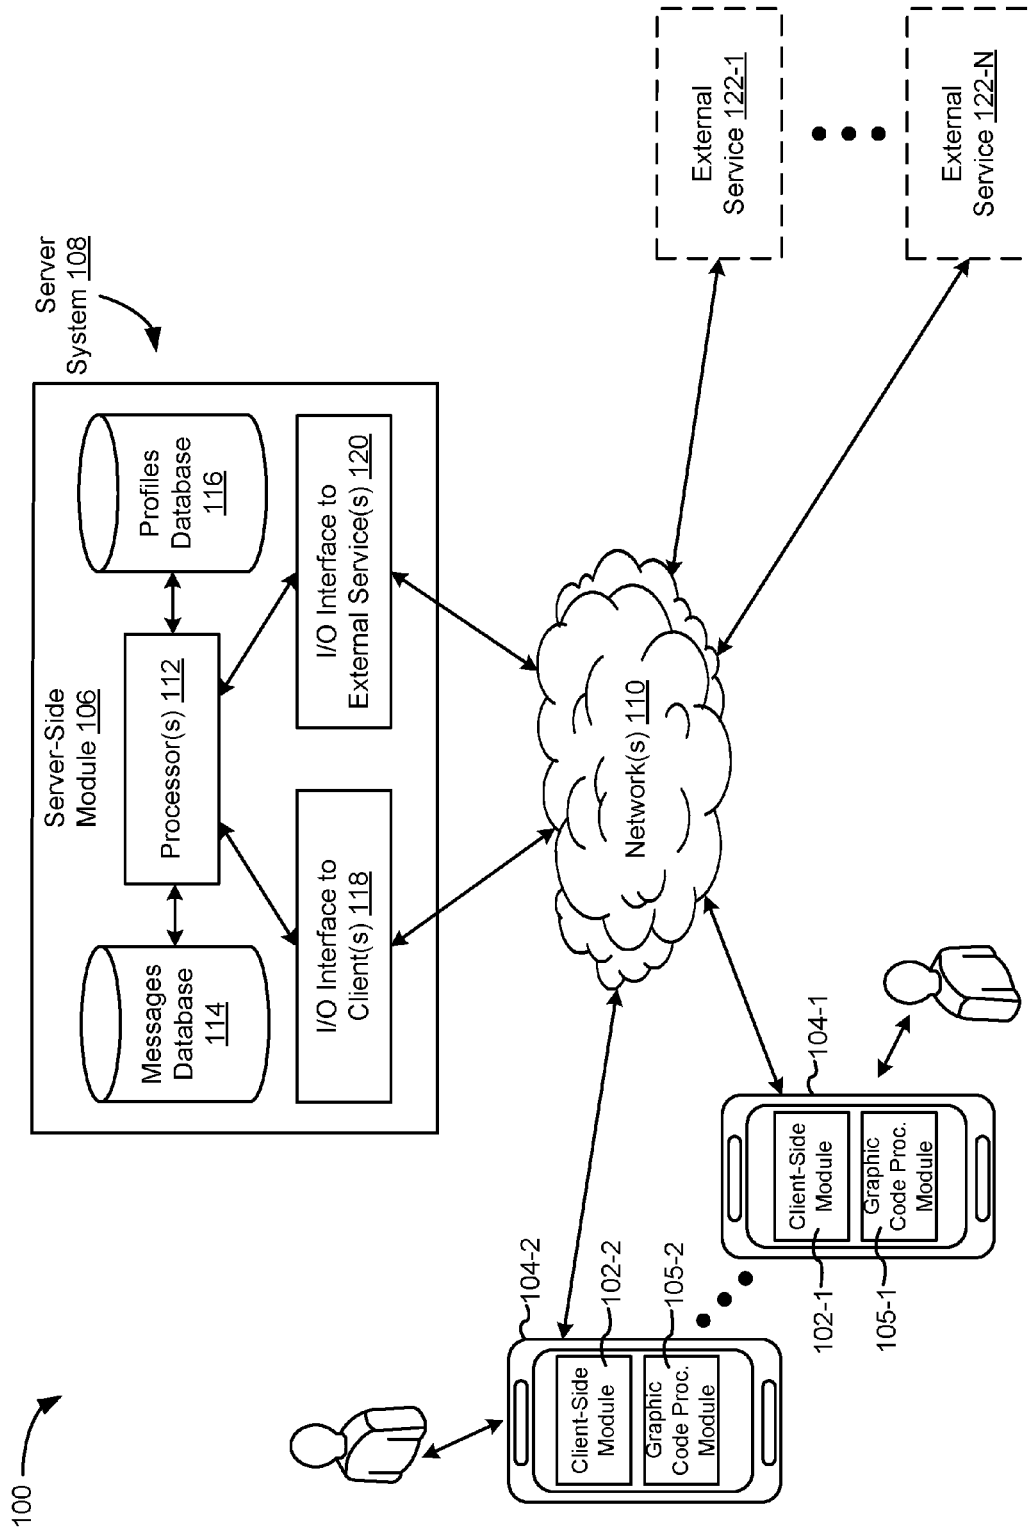 100
Server
System 108
Server-Side
Module 106
Messages
Database
114
Processor(s) 112
Profiles
Database
116
I/O Interface to
Client(s) 118
I/O Interface to
External Service(s) 120
Network(s) 110
External
Service 122-1
External
Service 122-N
104-2
Client-Side
Module
102-2
Graphic
Code Proc.
Module
105-2
104-1
Client-Side
Module
Graphic
Code Proc.
Module
102-1
105-1